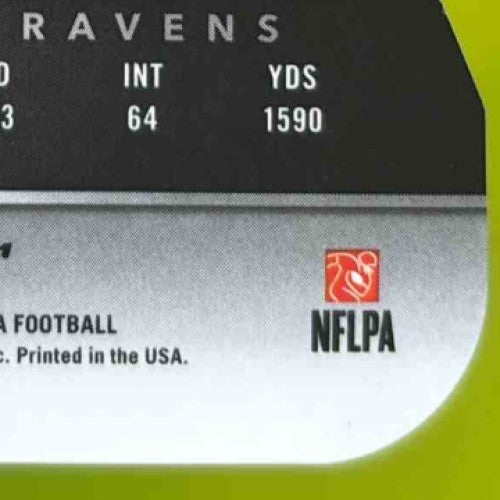 RAVENS
INT YDS
3 64 1590
A FOOTBALL
c. Printed in the USA.
NFLPA